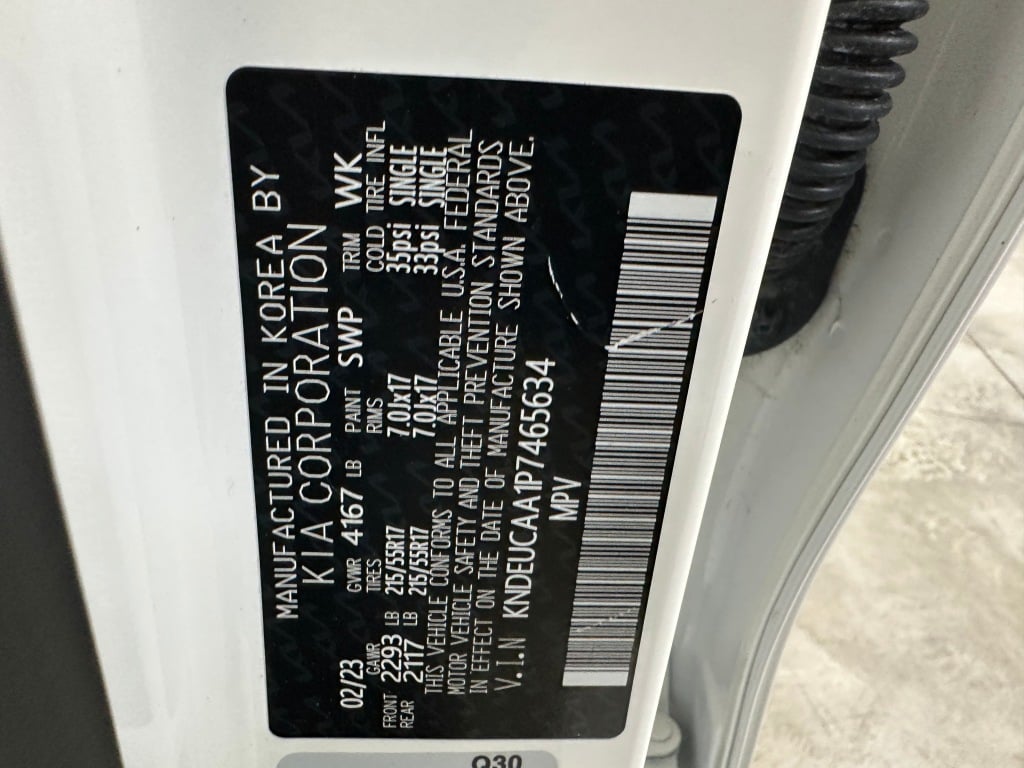 MANUFACTURED IN KOREA BY
KIA CORPORATION
02/23 GVWR 4167 LB PAINT SWP TRIM WK
GAWR TIRES RIMS COLD TIRE INFL
FRONT 2293 LB 215/55R17 7.0Jx17 35psi SINGLE
REAR 2117 LB 215/55R17 7.0Jx17 33psi SINGLE
THIS VEHICLE CONFORMS TO ALL APPLICABLE U.S.A. FEDERAL
MOTOR VEHICLE SAFETY AND THEFT PREVENTION STANDARDS
IN EFFECT ON THE DATE OF MANUFACTURE SHOWN ABOVE.
V.I.N KNDEUCAA1P7465634
MPV
Q30